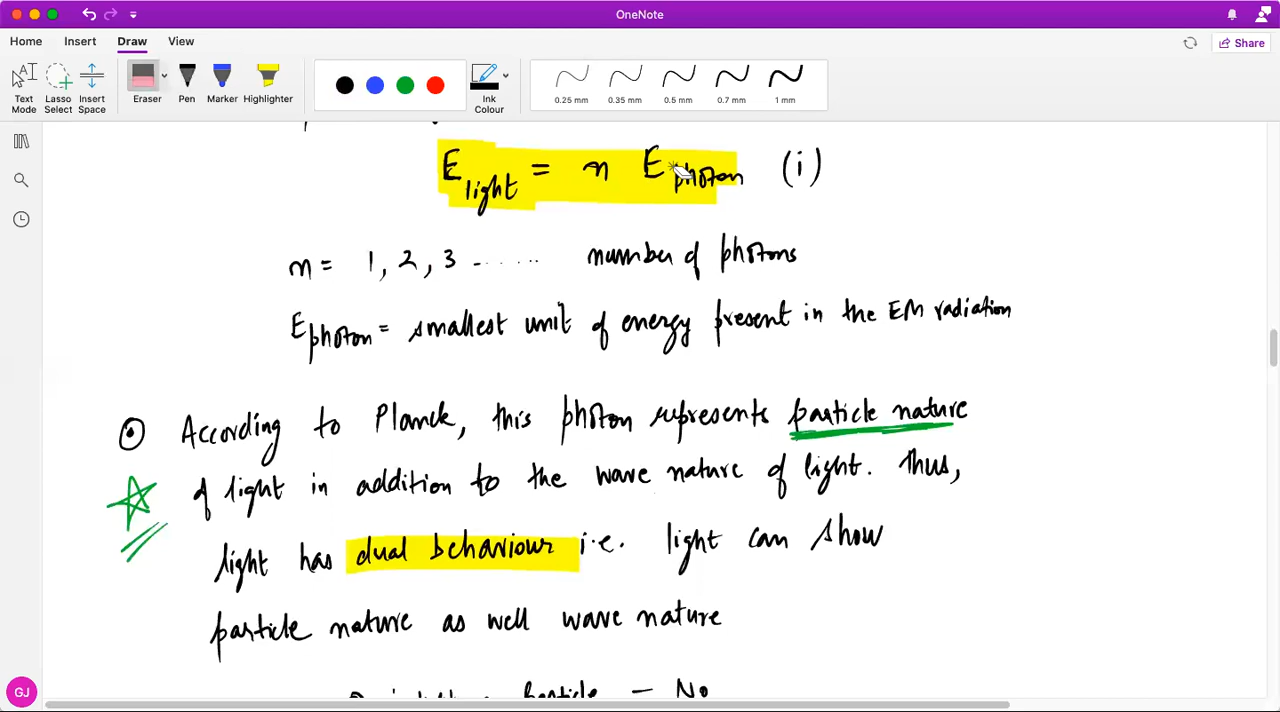 OneNote
Home Insert Draw View
Share
Text Mode
Lasso Select
Insert Space
Eraser
Pen
Marker
Highlighter
Ink Colour
0.25 mm
0.35 mm
0.5 mm
0.7 mm
1 mm
E light = n E photon (i)
n = 1, 2, 3 ....... number of photons
E photon = smallest unit of energy present in the EM radiation
According to Planck, this photon represents particle nature
of light in addition to the wave nature of light. Thus,
light has dual behaviour i.e. light can show
particle nature as well wave nature
particle – No
GJ